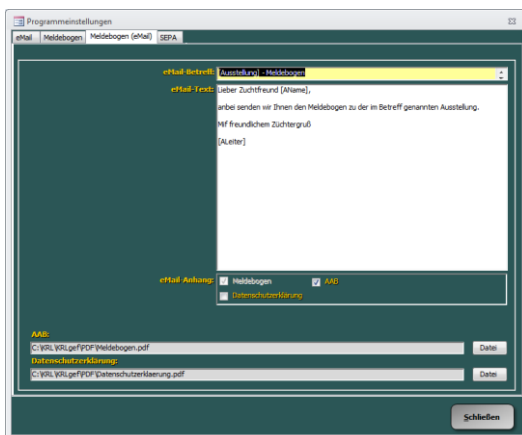 Programmeinstellungen
eMail Meldebogen Meldebogen (eMail) SEPA
eMail-Betreff: [Ausstellung] - Meldebogen
eMail-Text: Lieber Zuchtfreund [AName],
anbei senden wir Ihnen den Meldebogen zu der im Betreff genannten Ausstellung.
Mif freundlichem Züchtergruß
[ALeiter]
eMail-Anhang: Meldebogen AAB
Datenschutzerklärung
AAB:
C:\KRL\KRLgef\PDF\Meldebogen.pdf Datei
Datenschutzerklärung:
C:\KRL\KRLgef\PDF\Datenschutzerklaerung.pdf Datei
Schließen